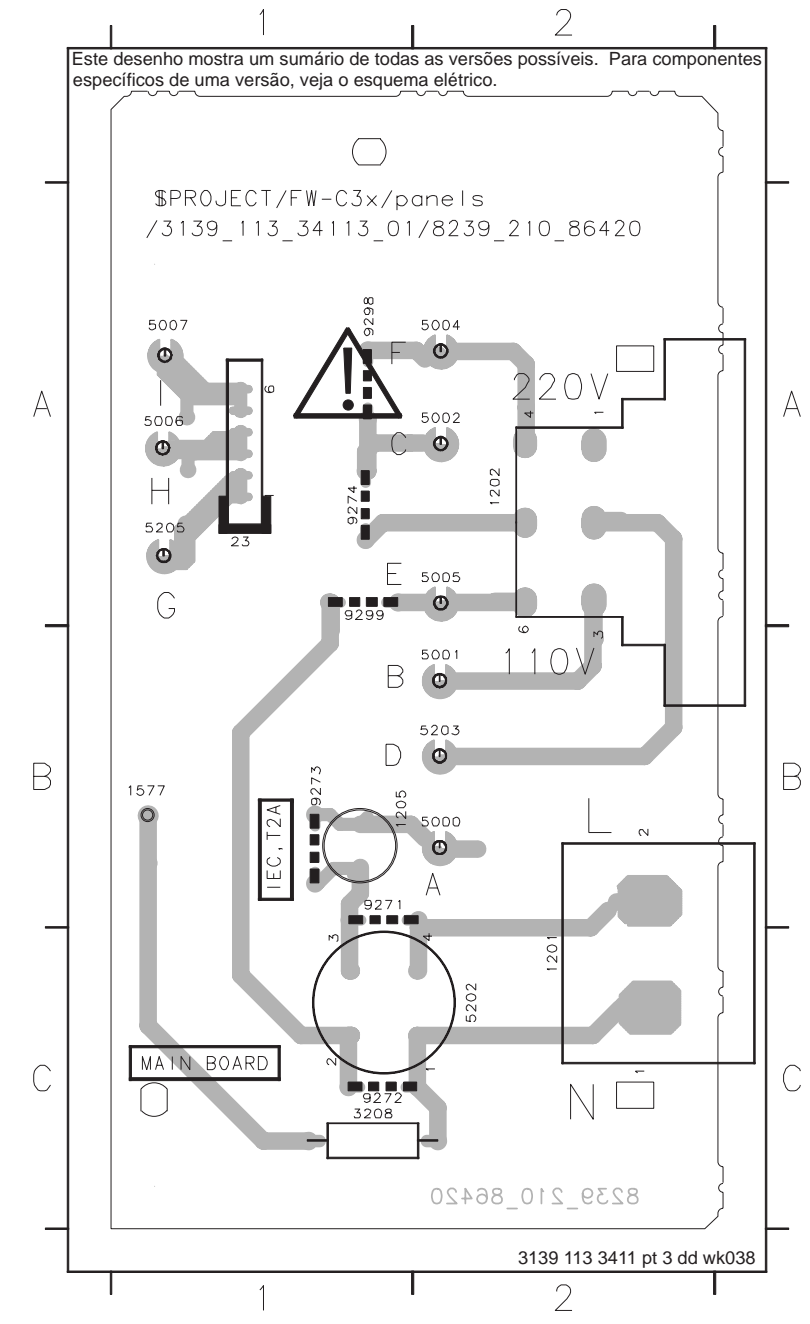 1 2
Este desenho mostra um sumário de todas as versões possíveis. Para componentes
específicos de uma versão, veja o esquema elétrico.
$PROJECT/FW-C3x/panels
/3139_113_34113_01/8239_210_86420
9298
5007 5004
F
220V
I 6
A A
4 1
5006 5002
C
1202
H
9274
1
5205
23
E 5005
G
9299
6 3
5001
B 110V
5203
D
B B
1577
9273
1205
5000
L
2
IEC,T2A
A
9271
3 4
1201
5202
MAIN BOARD
2 1
C C
9272
1
N
3208
8239_210_86420
3139 113 3411 pt 3 dd wk038
1 2